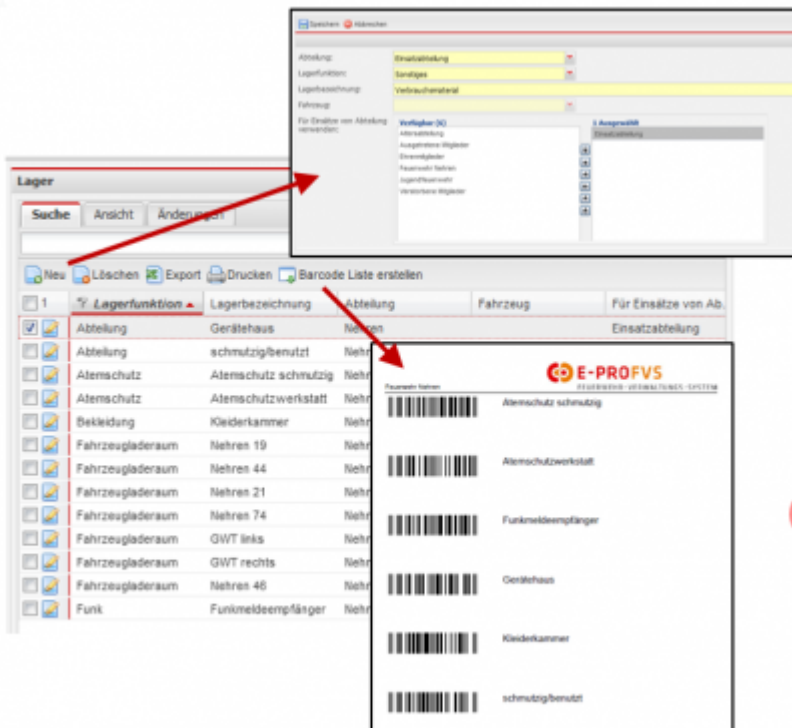 Speichern Abbrechen
Abteilung: Einsatzabteilung
Lagerfunktion: Sonstiges
Lagerbezeichnung: Verbrauchsmaterial
Fahrzeug:
Für Einsätze von Abteilung verwenden:
Verfügbar (6) 1 Ausgewählt
Altersabteilung Einsatzabteilung
Ausgetretene Mitglieder
Ehrenmitglieder
Feuerwehr Nehren
Jugendfeuerwehr
Verstorbene Mitglieder
Lager
Suche Ansicht Änderungen
Neu Löschen Export Drucken Barcode Liste erstellen
1 Lagerfunktion Lagerbezeichnung Abteilung Fahrzeug Für Einsätze von Ab.
Abteilung Gerätehaus Nehren Einsatzabteilung
Abteilung schmutzig/benutzt Nehr
Atemschutz Atemschutz schmutzig Nehr
Atemschutz Atemschutzwerkstatt Nehr
Bekleidung Kleiderkammer Nehr
Fahrzeugladeraum Nehren 19 Nehr
Fahrzeugladeraum Nehren 44 Nehr
Fahrzeugladeraum Nehren 21 Nehr
Fahrzeugladeraum Nehren 74 Nehr
Fahrzeugladeraum GWT links Nehr
Fahrzeugladeraum GWT rechts Nehr
Fahrzeugladeraum Nehren 46 Nehr
Funk Funkmeldeempfänger Nehr
E-PROFVS
Feuerwehr Nehren FEUERWEHR-VERWALTUNGS-SYSTEM
Atemschutz schmutzig
Atemschutzwerkstatt
Funkmeldeempfänger
Gerätehaus
Kleiderkammer
schmutzig/benutzt